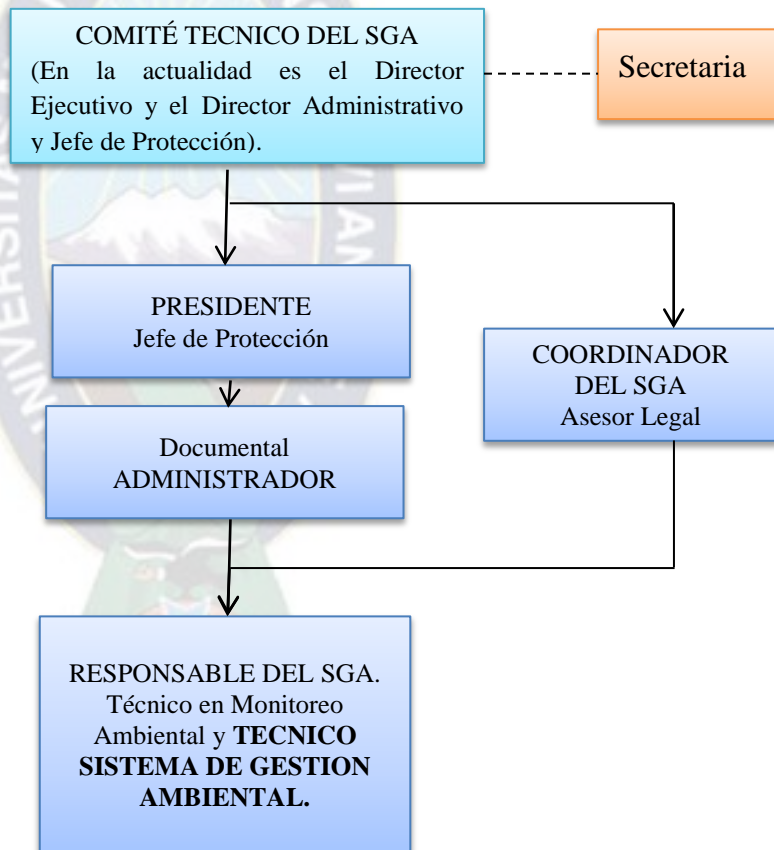 COMITÉ TECNICO DEL SGA
(En la actualidad es el Director
Ejecutivo y el Director Administrativo
y Jefe de Protección).
Secretaria
PRESIDENTE
Jefe de Protección
COORDINADOR
DEL SGA
Asesor Legal
Documental
ADMINISTRADOR
RESPONSABLE DEL SGA.
Técnico en Monitoreo
Ambiental y TECNICO
SISTEMA DE GESTION
AMBIENTAL.